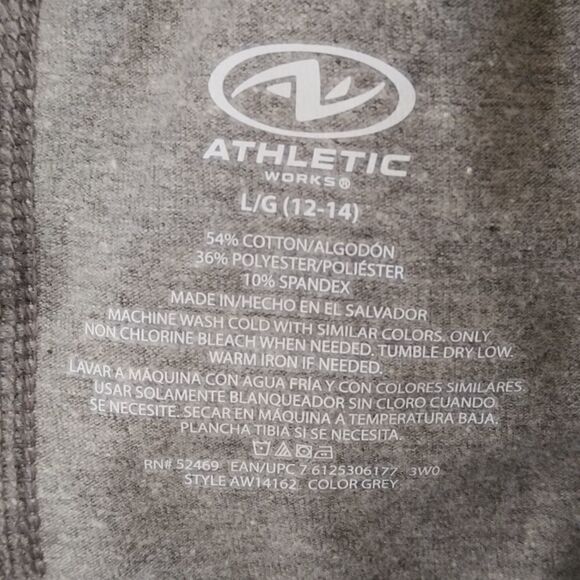 ATHLETIC
WORKS®
L/G (12-14)
54% COTTON/ALGODÓN
36% POLYESTER/POLIÉSTER
10% SPANDEX
MADE IN/HECHO EN EL SALVADOR
MACHINE WASH COLD WITH SIMILAR COLORS. ONLY
NON CHLORINE BLEACH WHEN NEEDED. TUMBLE DRY LOW.
WARM IRON IF NEEDED.
LAVAR A MÁQUINA CON AGUA FRÍA Y CON COLORES SIMILARES.
USAR SOLAMENTE BLANQUEADOR SIN CLORO CUANDO
SE NECESITE. SECAR EN MÁQUINA A TEMPERATURA BAJA.
PLANCHA TIBIA SI SE NECESITA.
RN# 52469 EAN/UPC 7 6125306177 3W0
STYLE AW14162 COLOR GREY